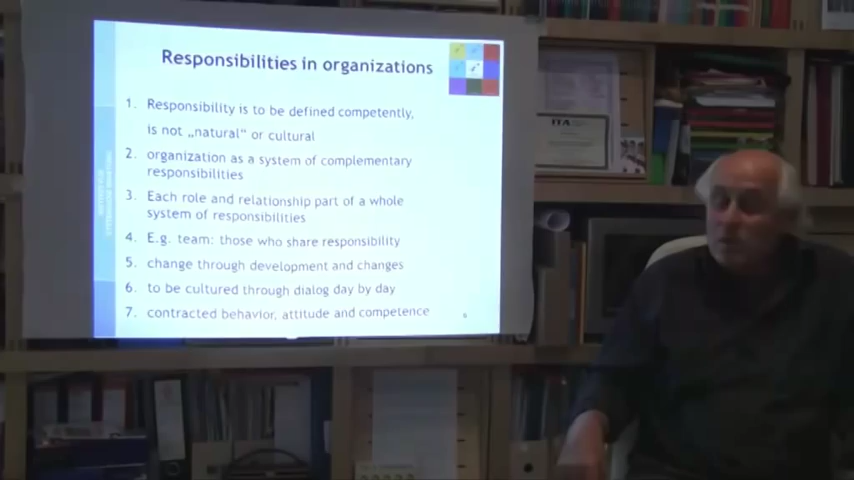 Responsibilities in organizations
1. Responsibility is to be defined competently,
is not „natural“ or cultural
2. organization as a system of complementary
responsibilities
3. Each role and relationship part of a whole
system of responsibilities
4. E.g. team: those who share responsibility
5. change through development and changes
6. to be cultured through dialog day by day
7. contracted behavior, attitude and competence
ITA